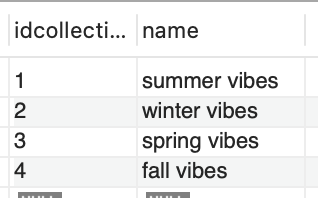 idcollecti... name
1 summer vibes
2 winter vibes
3 spring vibes
4 fall vibes